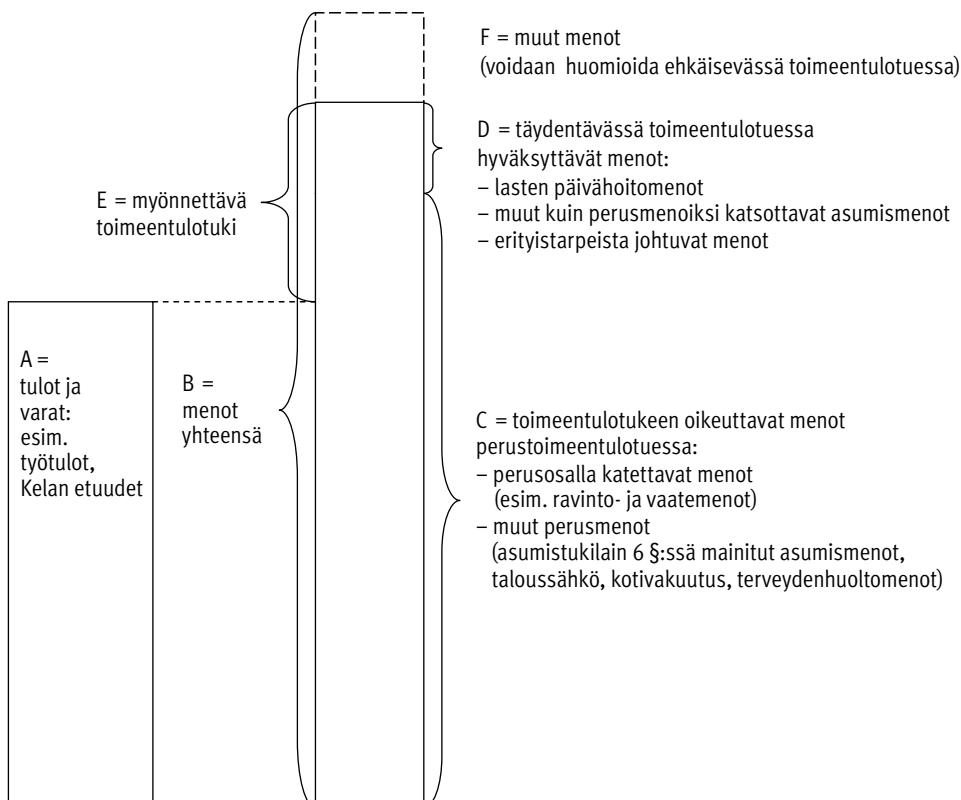 F = muut menot
(voidaan huomioida ehkäisevässä toimeentulotuessa)
D = täydentävässä toimeentulotuessa
hyväksyttävät menot:
– lasten päivähoitomenot
– muut kuin perusmenoiksi katsottavat asumismenot
– erityistarpeista johtuvat menot
E = myönnettävä
toimeentulotuki
A =
tulot ja
varat:
esim.
työtulot,
Kelan etuudet
B =
menot
yhteensä
C = toimeentulotukeen oikeuttavat menot
perustoimeentulotuessa:
– perusosalla katettavat menot
(esim. ravinto- ja vaatemenot)
– muut perusmenot
(asumistukilain 6 §:ssä mainitut asumismenot,
taloussähkö, kotivakuutus, terveydenhuoltomenot)